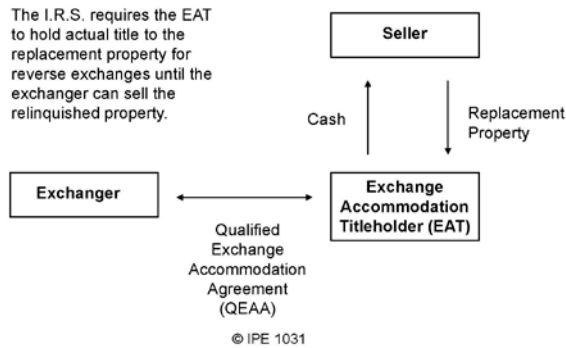 The I.R.S. requires the EAT
to hold actual title to the
replacement property for
reverse exchanges until the
exchanger can sell the
relinquished property.
Seller
Cash
Replacement
Property
Exchanger
Exchange
Accommodation
Titleholder (EAT)
Qualified
Exchange
Accommodation
Agreement
(QEAA)
© IPE 1031